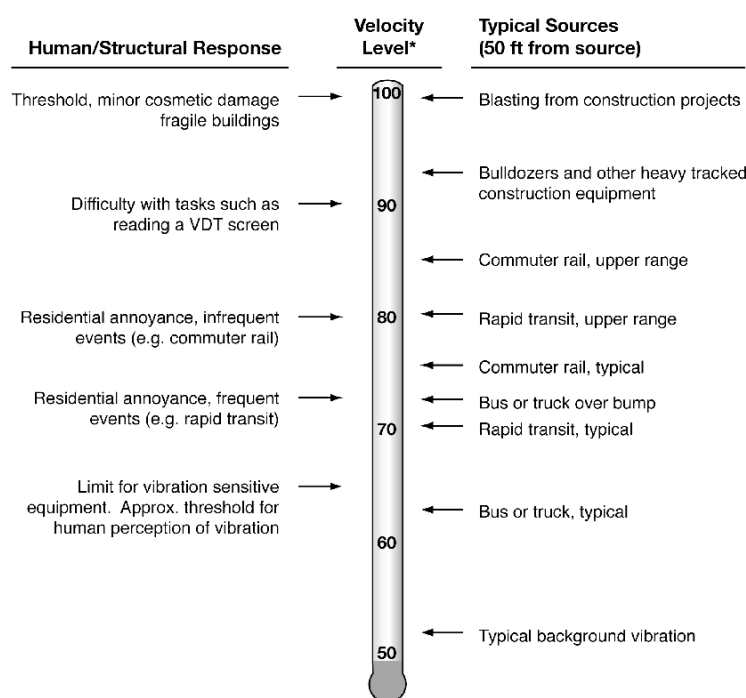 Human/Structural Response
Velocity
Level*
Typical Sources
(50 ft from source)
Threshold, minor cosmetic damage
fragile buildings
100
Blasting from construction projects
Bulldozers and other heavy tracked
construction equipment
Difficulty with tasks such as
reading a VDT screen
90
Commuter rail, upper range
Residential annoyance, infrequent
events (e.g. commuter rail)
80
Rapid transit, upper range
Commuter rail, typical
Residential annoyance, frequent
events (e.g. rapid transit)
Bus or truck over bump
70
Rapid transit, typical
Limit for vibration sensitive
equipment. Approx. threshold for
human perception of vibration
Bus or truck, typical
60
Typical background vibration
50